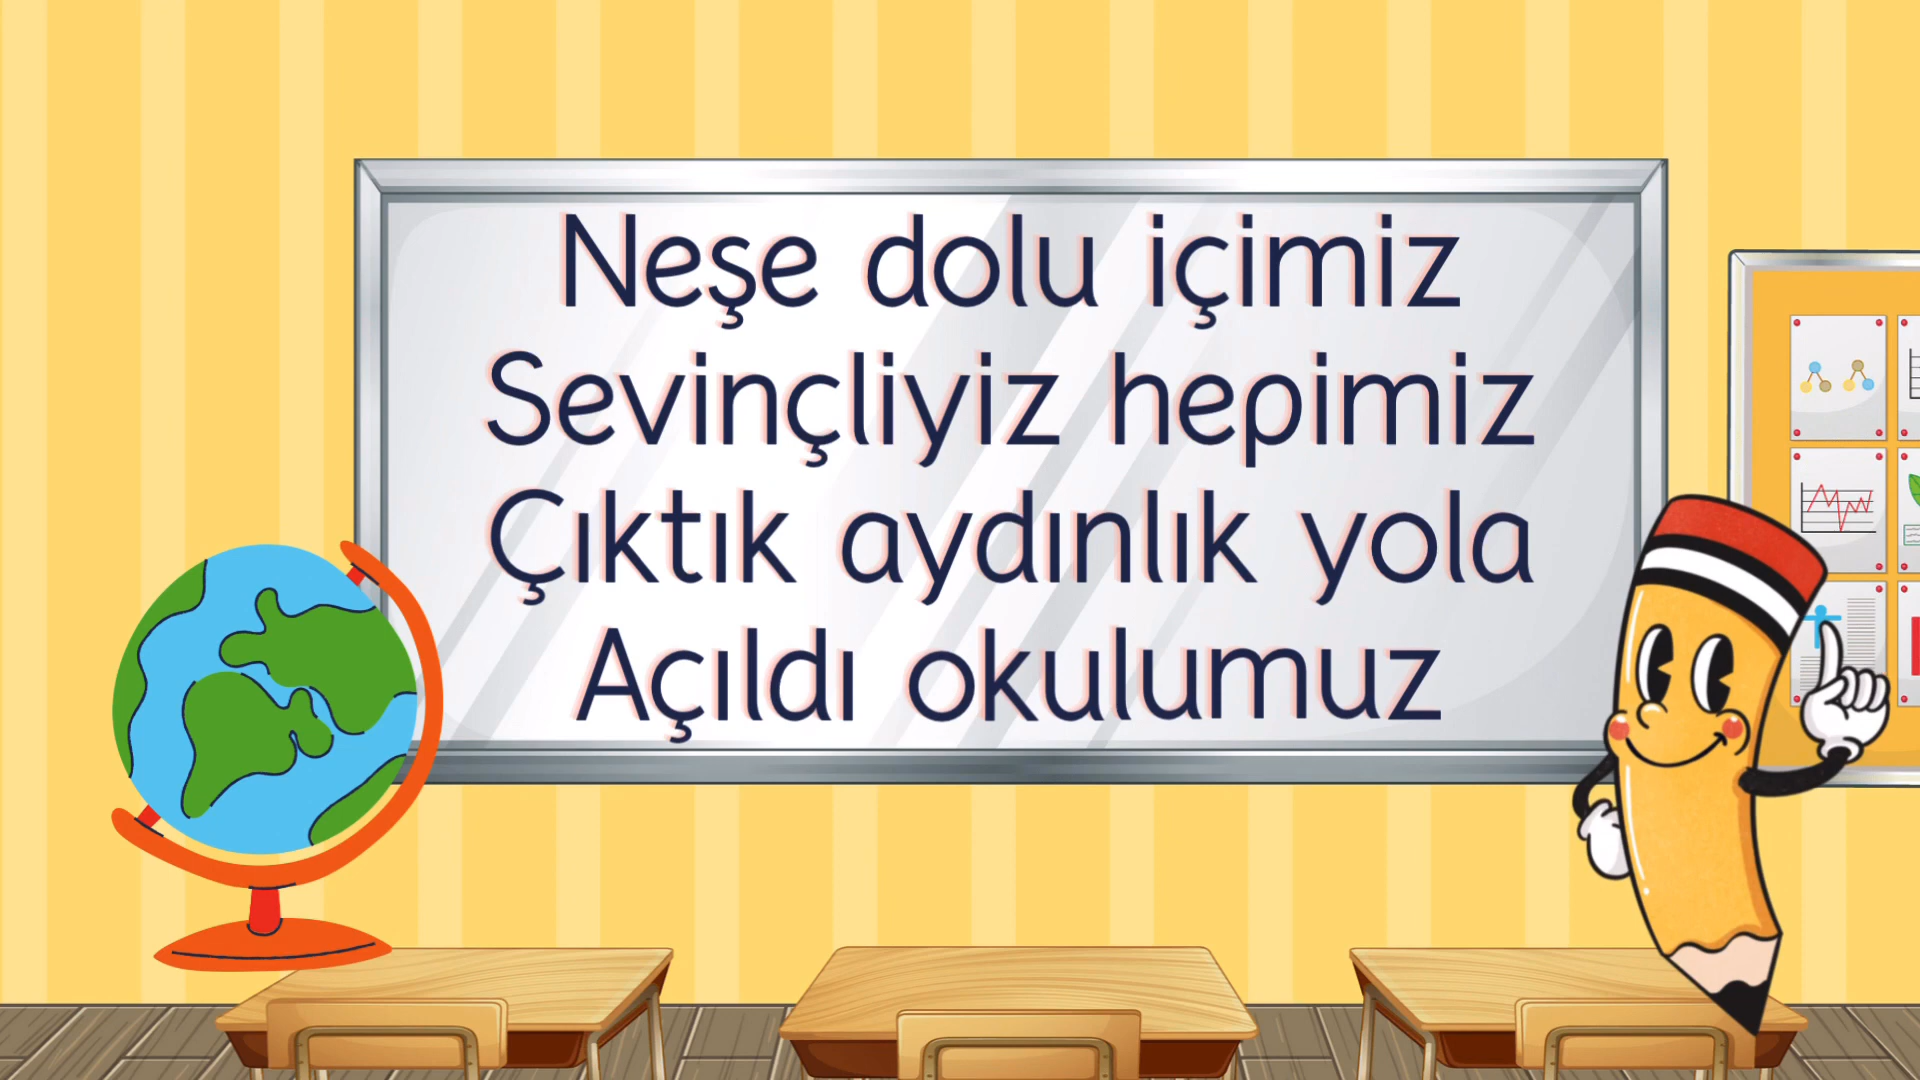 Neşe dolu içimiz
Sevinçliyiz hepimiz
Çıktık aydınlık yola
Açıldı okulumuz